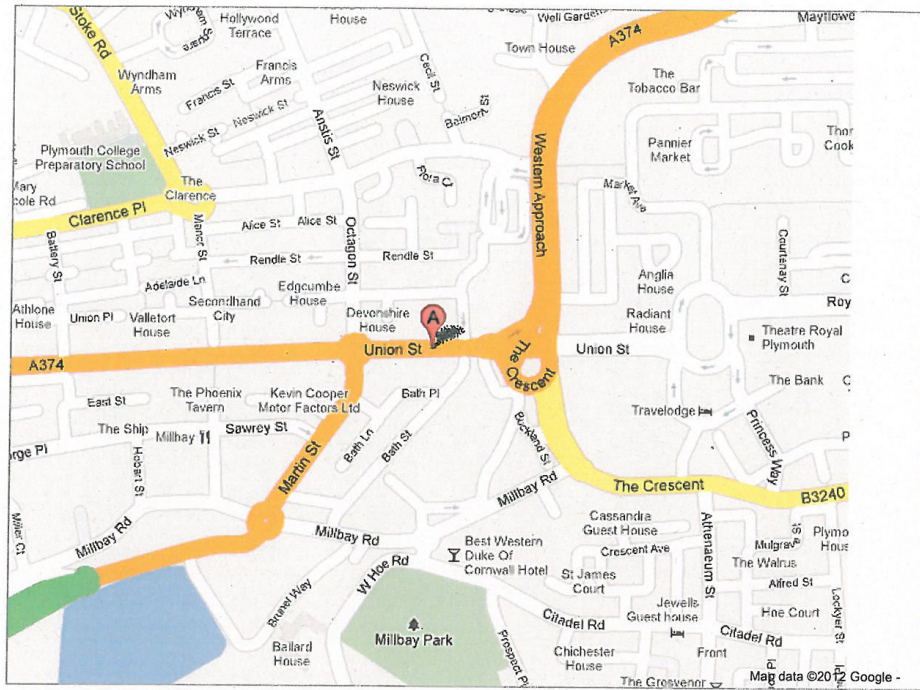 Stoke Rd
Hollywood
Terrace
House
Well Gardens
A374
Town House
Wyndham
Arms
Francis
Arms
Francis St
Cecil St
Neswick
House
The
Tobacco Bar
Neswick St
Neswick St
Anstis St
Western Approach
Pannier
Market
Plymouth College
Preparatory School
The
Clarence
Flora Ct
Market Ave
Clarence Pl
Manor St
Alice St
Alice St
Octagon St
Battery St
Rendle St
Rendle St
Courtenay St
Adelaide Ln
Edgcumbe
House
Anglia
House
Athlone
House
Union Pl
Valletort
House
Secondhand
City
Devonshire
House
A
Radiant
House
Theatre Royal
Plymouth
A374
Union St
The Crescent
Union St
East St
The Phoenix
Tavern
Kevin Cooper
Motor Factors Ltd
Bath Pl
The Bank
Travelodge
The Ship
Millbay
Sawrey St
Martin St
Bath Ln
Bath St
Buckland St
Princess Way
Hobart St
Millbay Rd
The Crescent
B3240
Millbay Rd
Millbay Rd
Cassandra
Guest House
Athenaeum St
Best Western
Duke Of
Cornwall Hotel
Crescent Ave
The Walrus
W Hoe Rd
St James
Court
Alfred St
Brunel Way
Jewells
Guest house
Hoe Court
Lockyer St
Citadel Rd
Citadel Rd
Millbay Park
Ballard
House
Chichester
House
Front
The Grosvenor
Map data ©2012 Google -